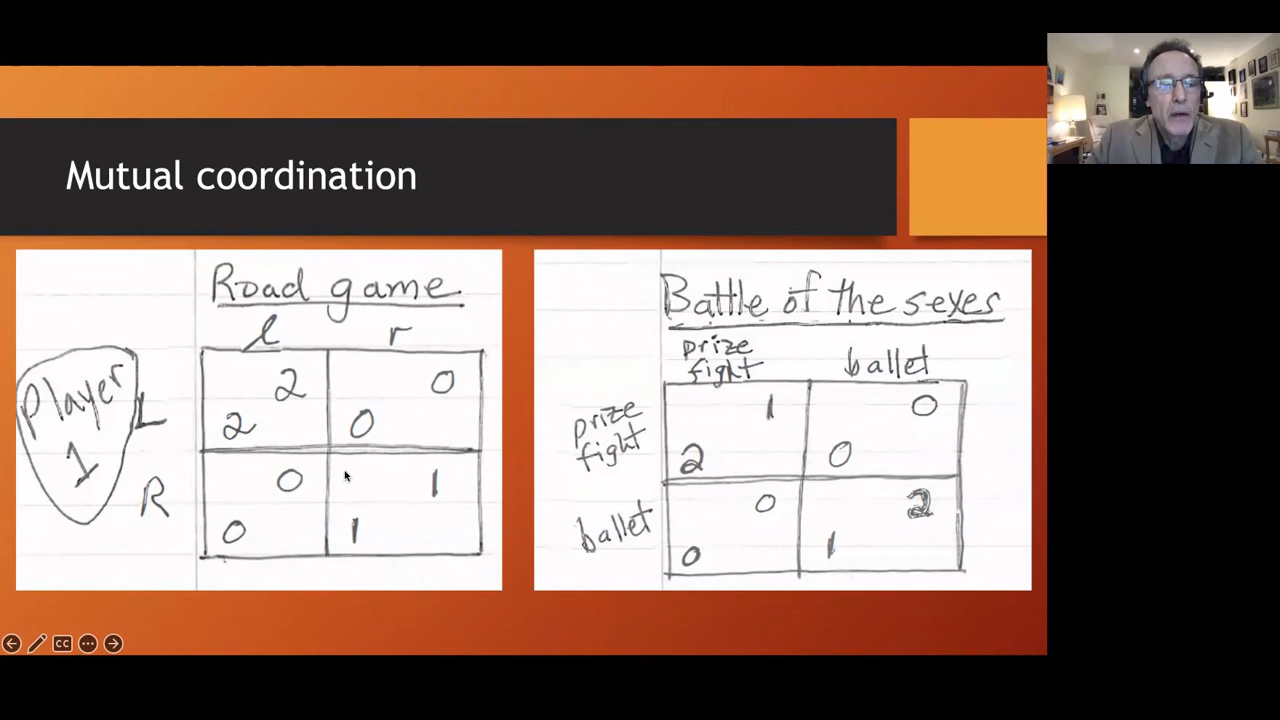 Mutual coordination
Road game
l r
Player
1
L
2 0
2 0
R
0 1
0 1
Battle of the sexes
prize
fight
ballet
prize
fight
1 0
2 0
ballet
0 2
0 1
CC